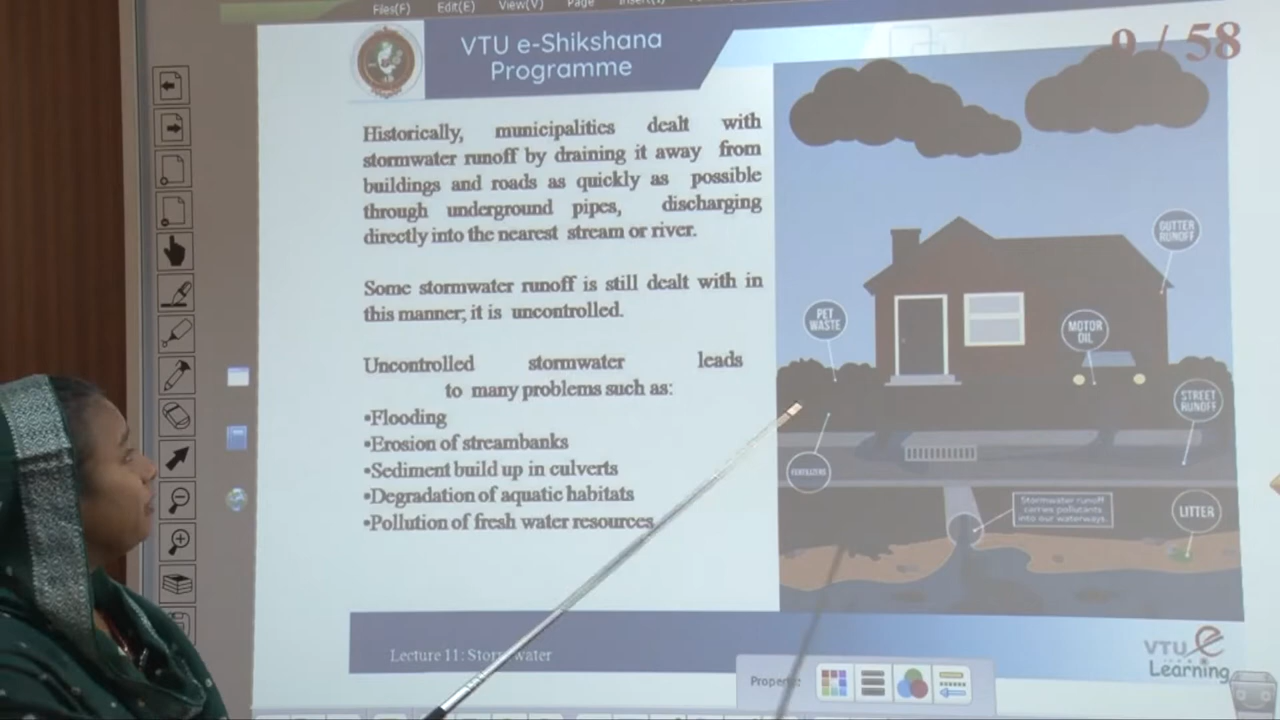 Files(F) Edit(E) View(V) Page Insert(I)
VTU e-Shikshana
Programme
9 / 58
Historically, municipalities dealt with
stormwater runoff by draining it away from
buildings and roads as quickly as possible
through underground pipes, discharging
directly into the nearest stream or river.
Some stormwater runoff is still dealt with in
this manner; it is uncontrolled.
Uncontrolled stormwater leads
to many problems such as:
•Flooding
•Erosion of streambanks
•Sediment build up in culverts
•Degradation of aquatic habitats
•Pollution of fresh water resources
GUTTER
RUNOFF
PET
WASTE
MOTOR
OIL
STREET
RUNOFF
FERTILIZERS
Stormwater runoff
carries pollutants
into our waterways.
LITTER
Lecture 11: Storm water
VTU e
Learning
Property: